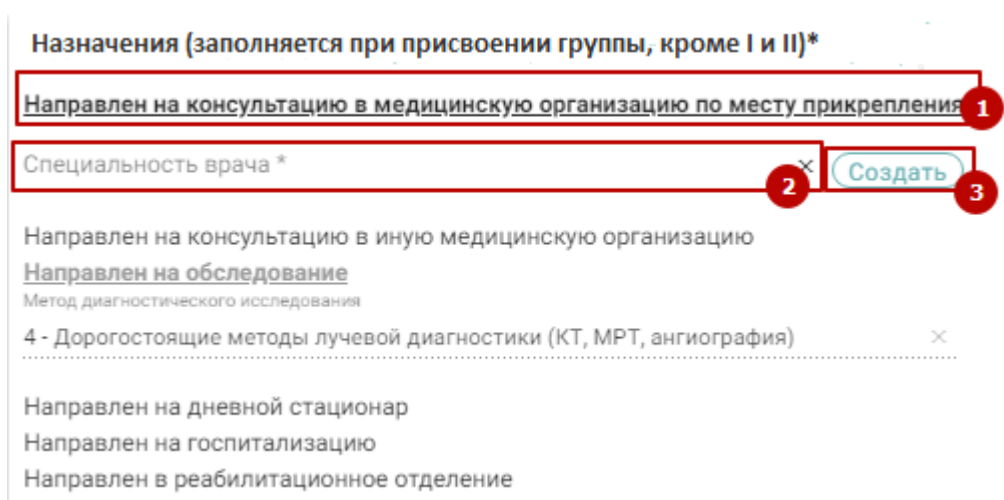 Назначения (заполняется при присвоении группы, кроме I и II)*
Направлен на консультацию в медицинскую организацию по месту прикрепления
1
Специальность врача *
× Создать
2
3
Направлен на консультацию в иную медицинскую организацию
Направлен на обследование
Метод диагностического исследования
4 - Дорогостоящие методы лучевой диагностики (КТ, МРТ, ангиография) ×
Направлен на дневной стационар
Направлен на госпитализацию
Направлен в реабилитационное отделение